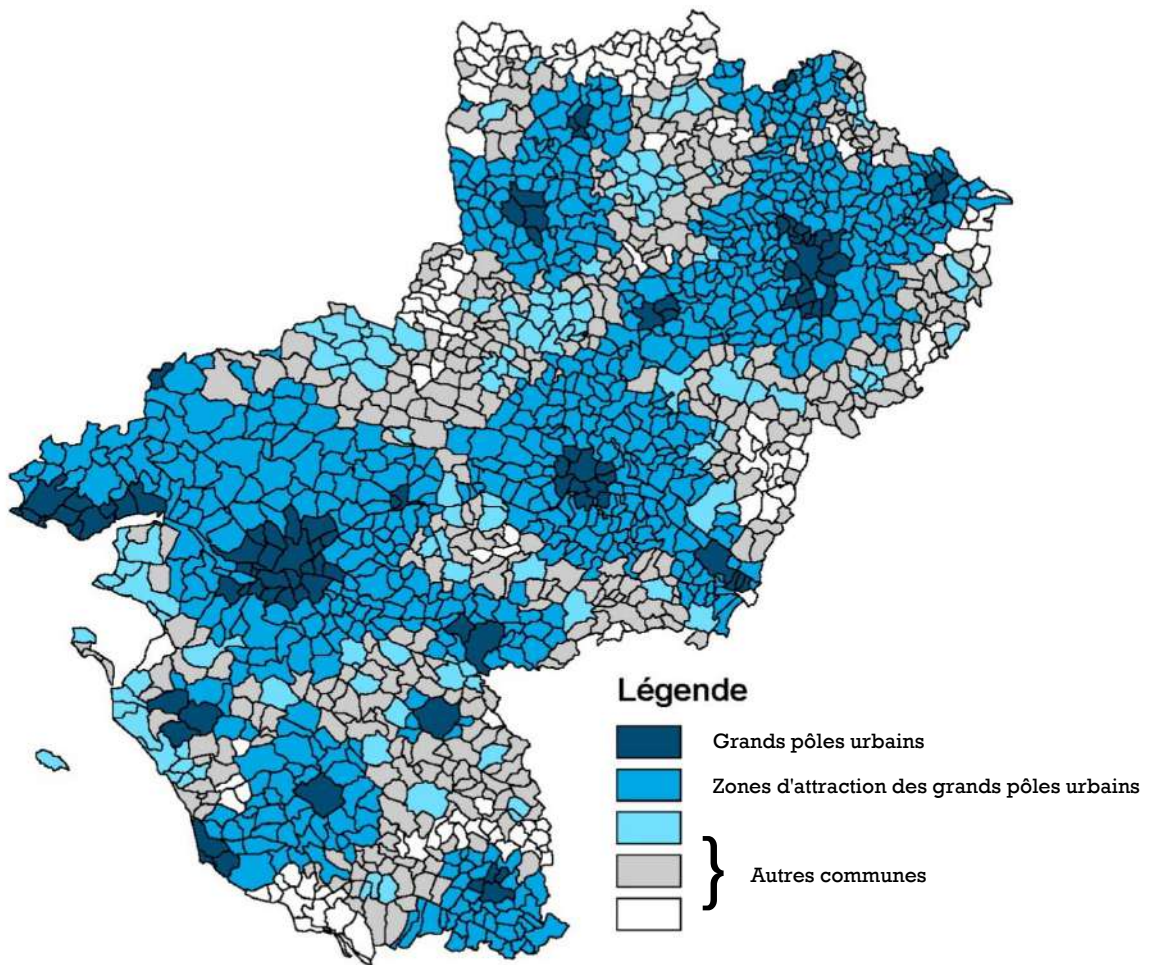 Légende
Grands pôles urbains
Zones d'attraction des grands pôles urbains
Autres communes